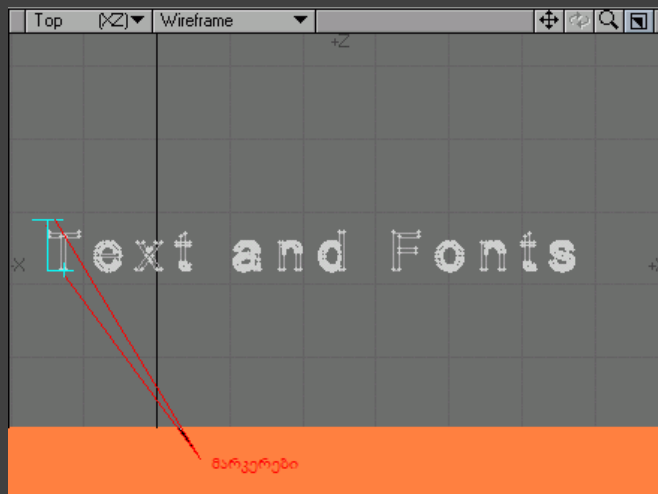 Top (XZ) Wireframe
+Z
Text and Fonts
-X
მარკერები